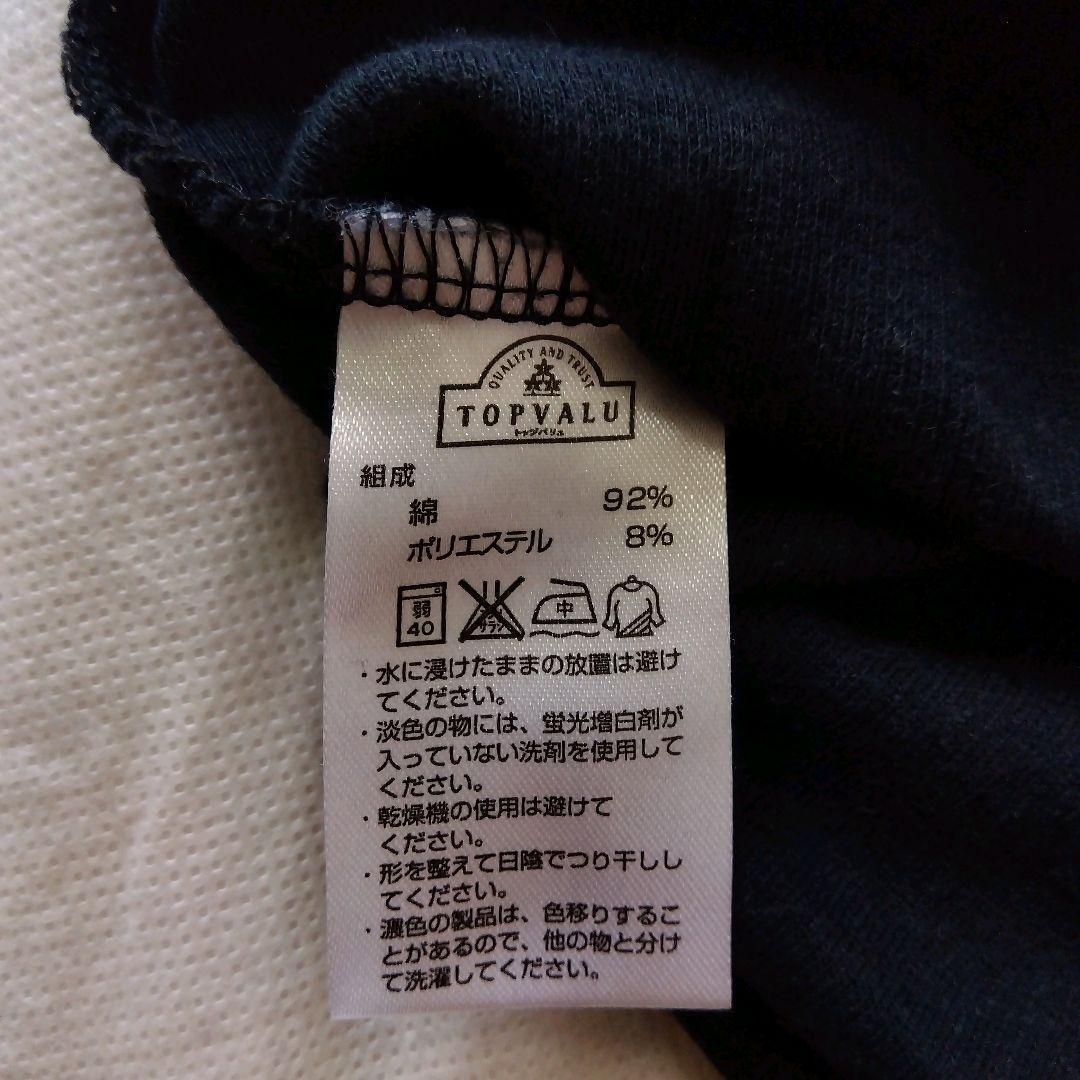 QUALITY AND TRUST
TOPVALU
トップバリュ
組成
綿 92%
ポリエステル 8%
弱 40 サラシ 中
・水に浸けたままの放置は避け
てください。
・淡色の物には、蛍光増白剤が
入っていない洗剤を使用して
ください。
・乾燥機の使用は避けて
ください。
・形を整えて日陰でつり干しし
てください。
・濃色の製品は、色移りするこ
とがあるので、他の物と分け
て洗濯してください。